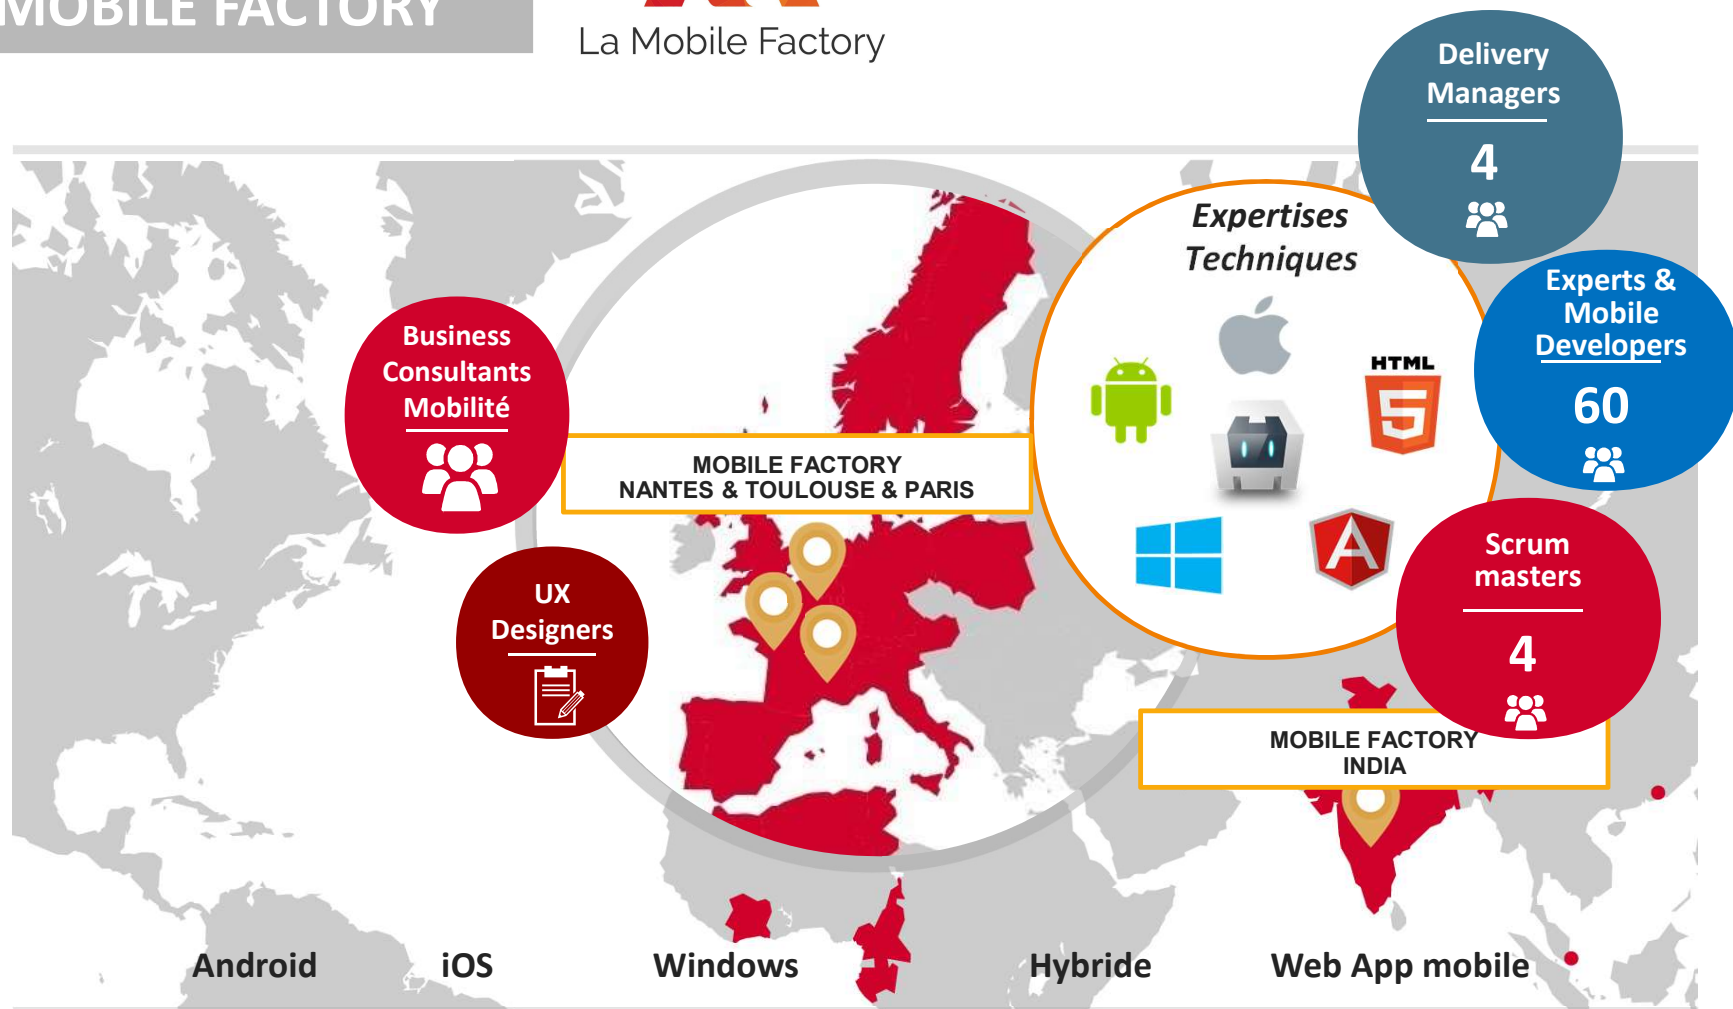 MOBILE FACTORY
La Mobile Factory
Delivery
Managers
4
Expertises
Techniques
Experts &
Mobile
Developers
60
Business
Consultants
Mobilité
HTML
5
MOBILE FACTORY
NANTES & TOULOUSE & PARIS
A
Scrum
masters
4
UX
Designers
MOBILE FACTORY
INDIA
Android
iOS
Windows
Hybride
Web App mobile